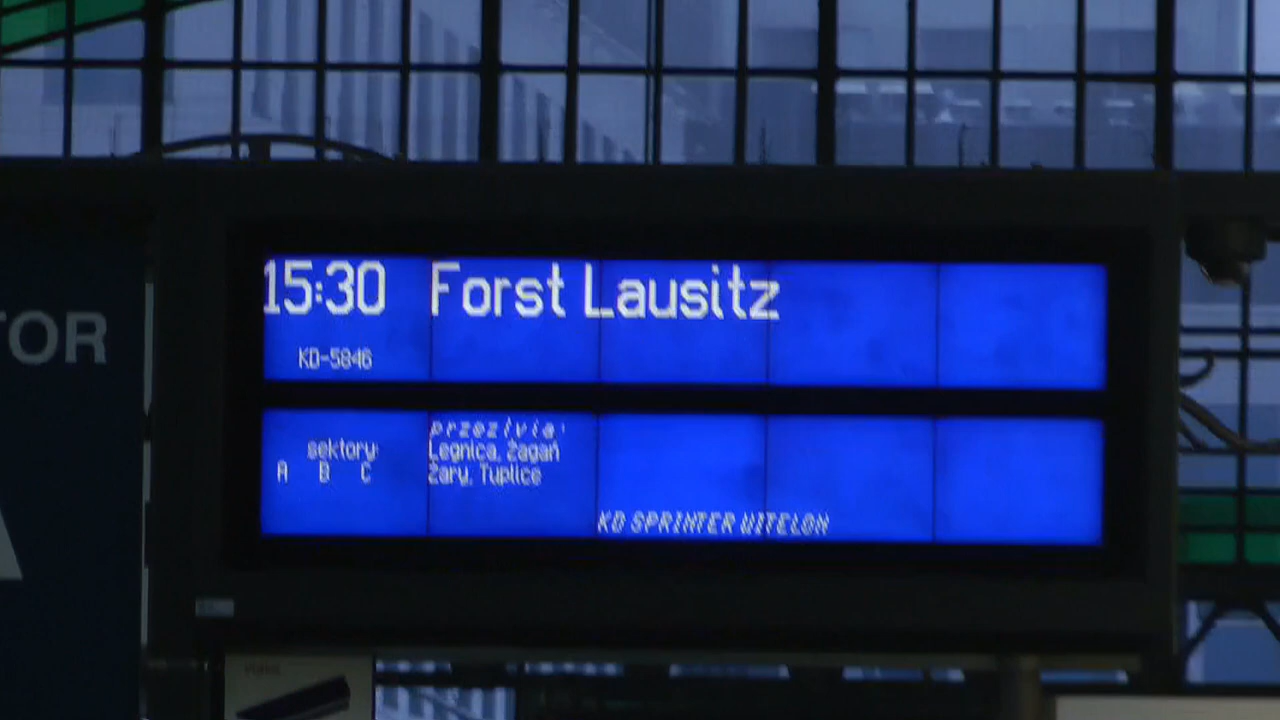 15:30 Forst Lausitz
KD-5846
TOR
sektory:
A B C
przez/via:
Legnica, Żagań
Żary, Tuplice
KD SPRINTER WITELON